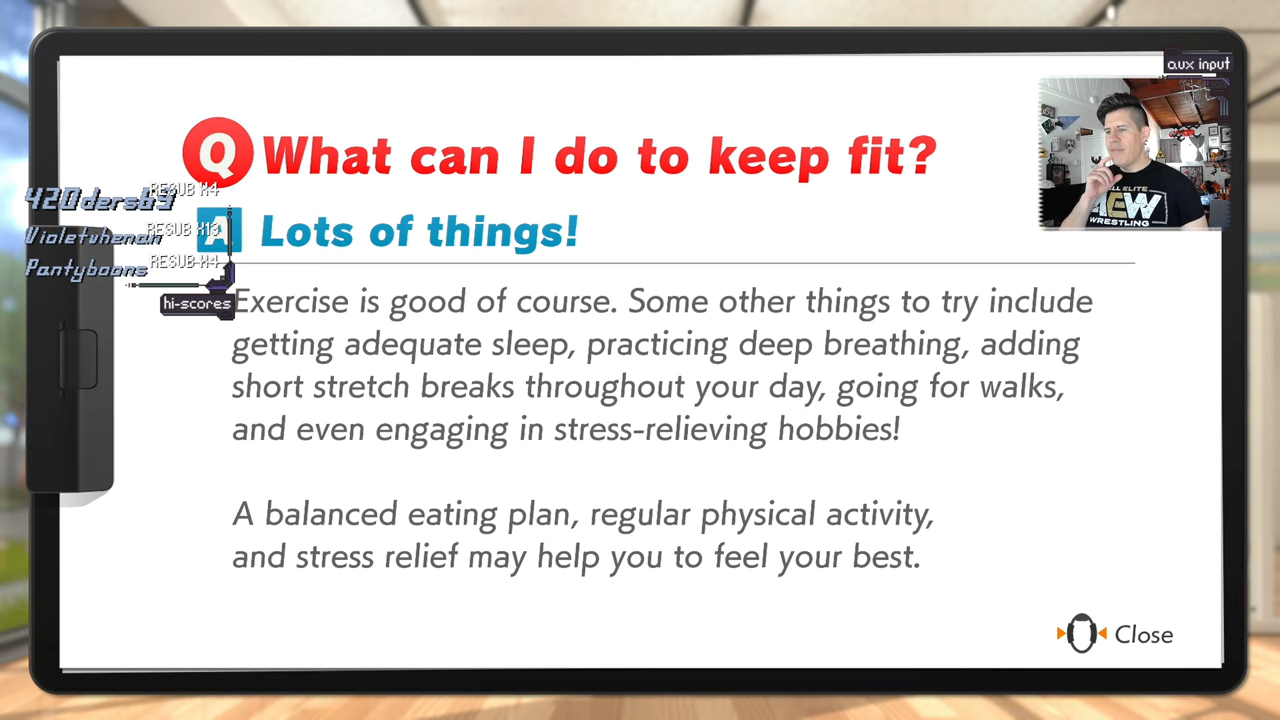 aux input
Q What can I do to keep fit?
A Lots of things!
420ders69 RESUB X4
Violetvhenan RESUB X13
Pantyboons RESUB X4
hi-scores
Exercise is good of course. Some other things to try include
getting adequate sleep, practicing deep breathing, adding
short stretch breaks throughout your day, going for walks,
and even engaging in stress-relieving hobbies!
A balanced eating plan, regular physical activity,
and stress relief may help you to feel your best.
Close
ALL ELITE
AEW
WRESTLING